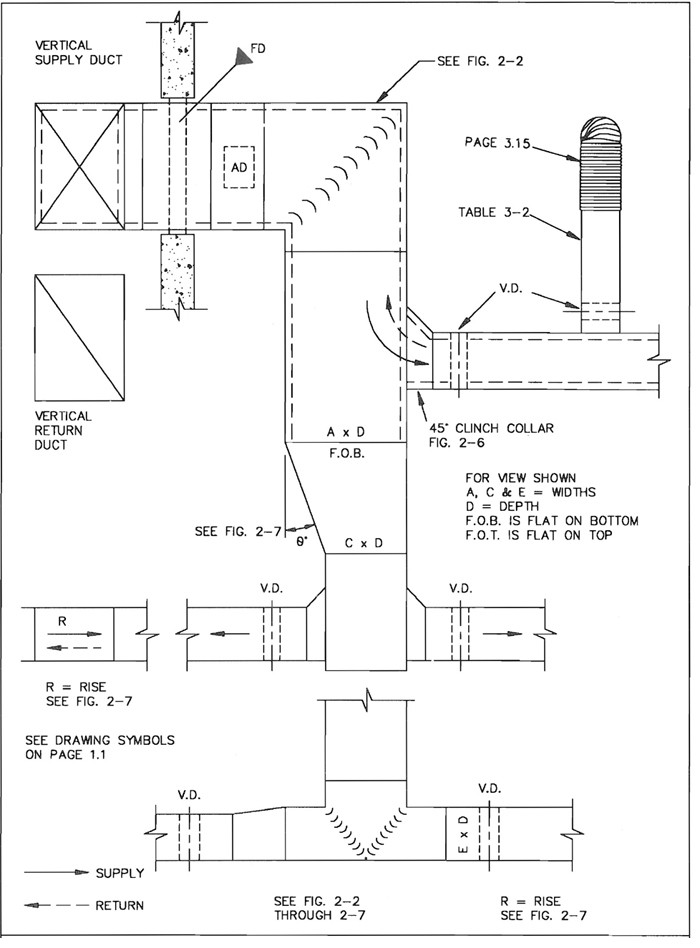 VERTICAL
SUPPLY DUCT
FD
SEE FIG. 2-2
AD
PAGE 3.15
TABLE 3-2
V.D.
VERTICAL
RETURN
DUCT
A x D
F.O.B.
45° CLINCH COLLAR
FIG. 2-6
FOR VIEW SHOWN
A, C & E = WIDTHS
D = DEPTH
F.O.B. IS FLAT ON BOTTOM
F.O.T. IS FLAT ON TOP
SEE FIG. 2-7
θ°
C x D
V.D.
V.D.
R
R = RISE
SEE FIG. 2-7
SEE DRAWING SYMBOLS
ON PAGE 1.1
V.D.
V.D.
E x D
SUPPLY
RETURN
SEE FIG. 2-2
THROUGH 2-7
R = RISE
SEE FIG. 2-7